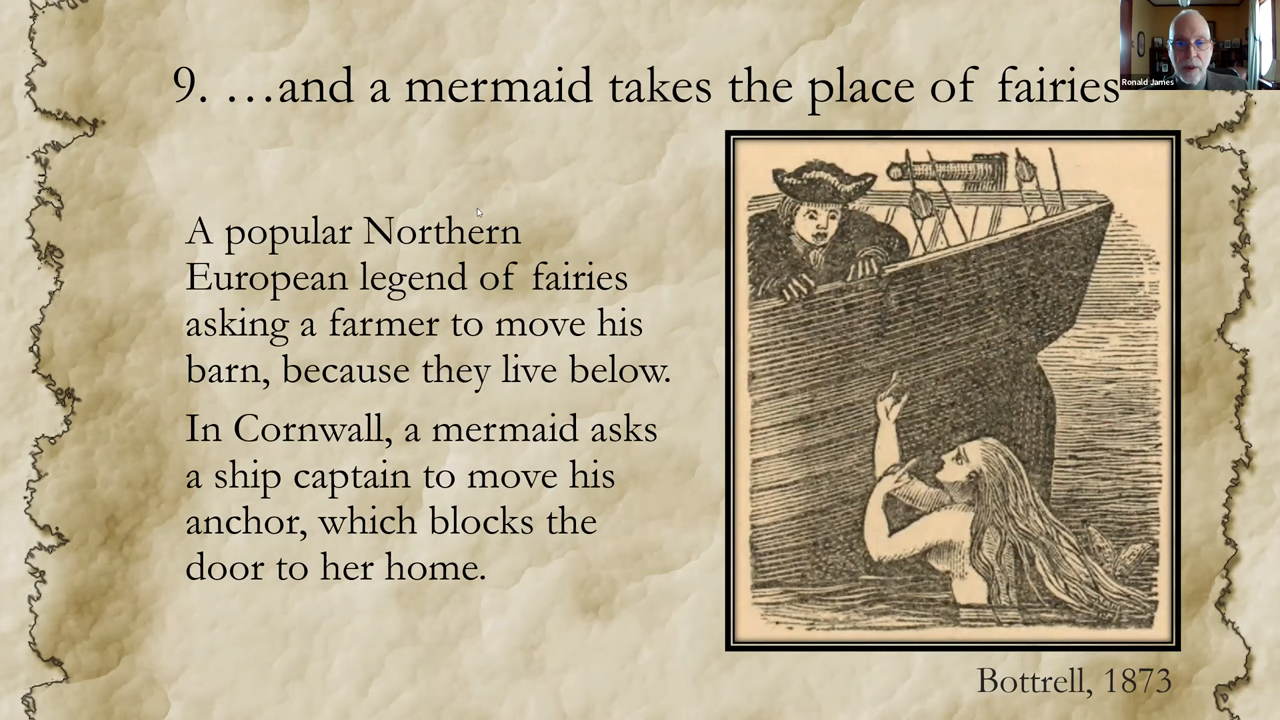 Ronald James
9. …and a mermaid takes the place of fairies
A popular Northern
European legend of fairies
asking a farmer to move his
barn, because they live below.
In Cornwall, a mermaid asks
a ship captain to move his
anchor, which blocks the
door to her home.
Bottrell, 1873